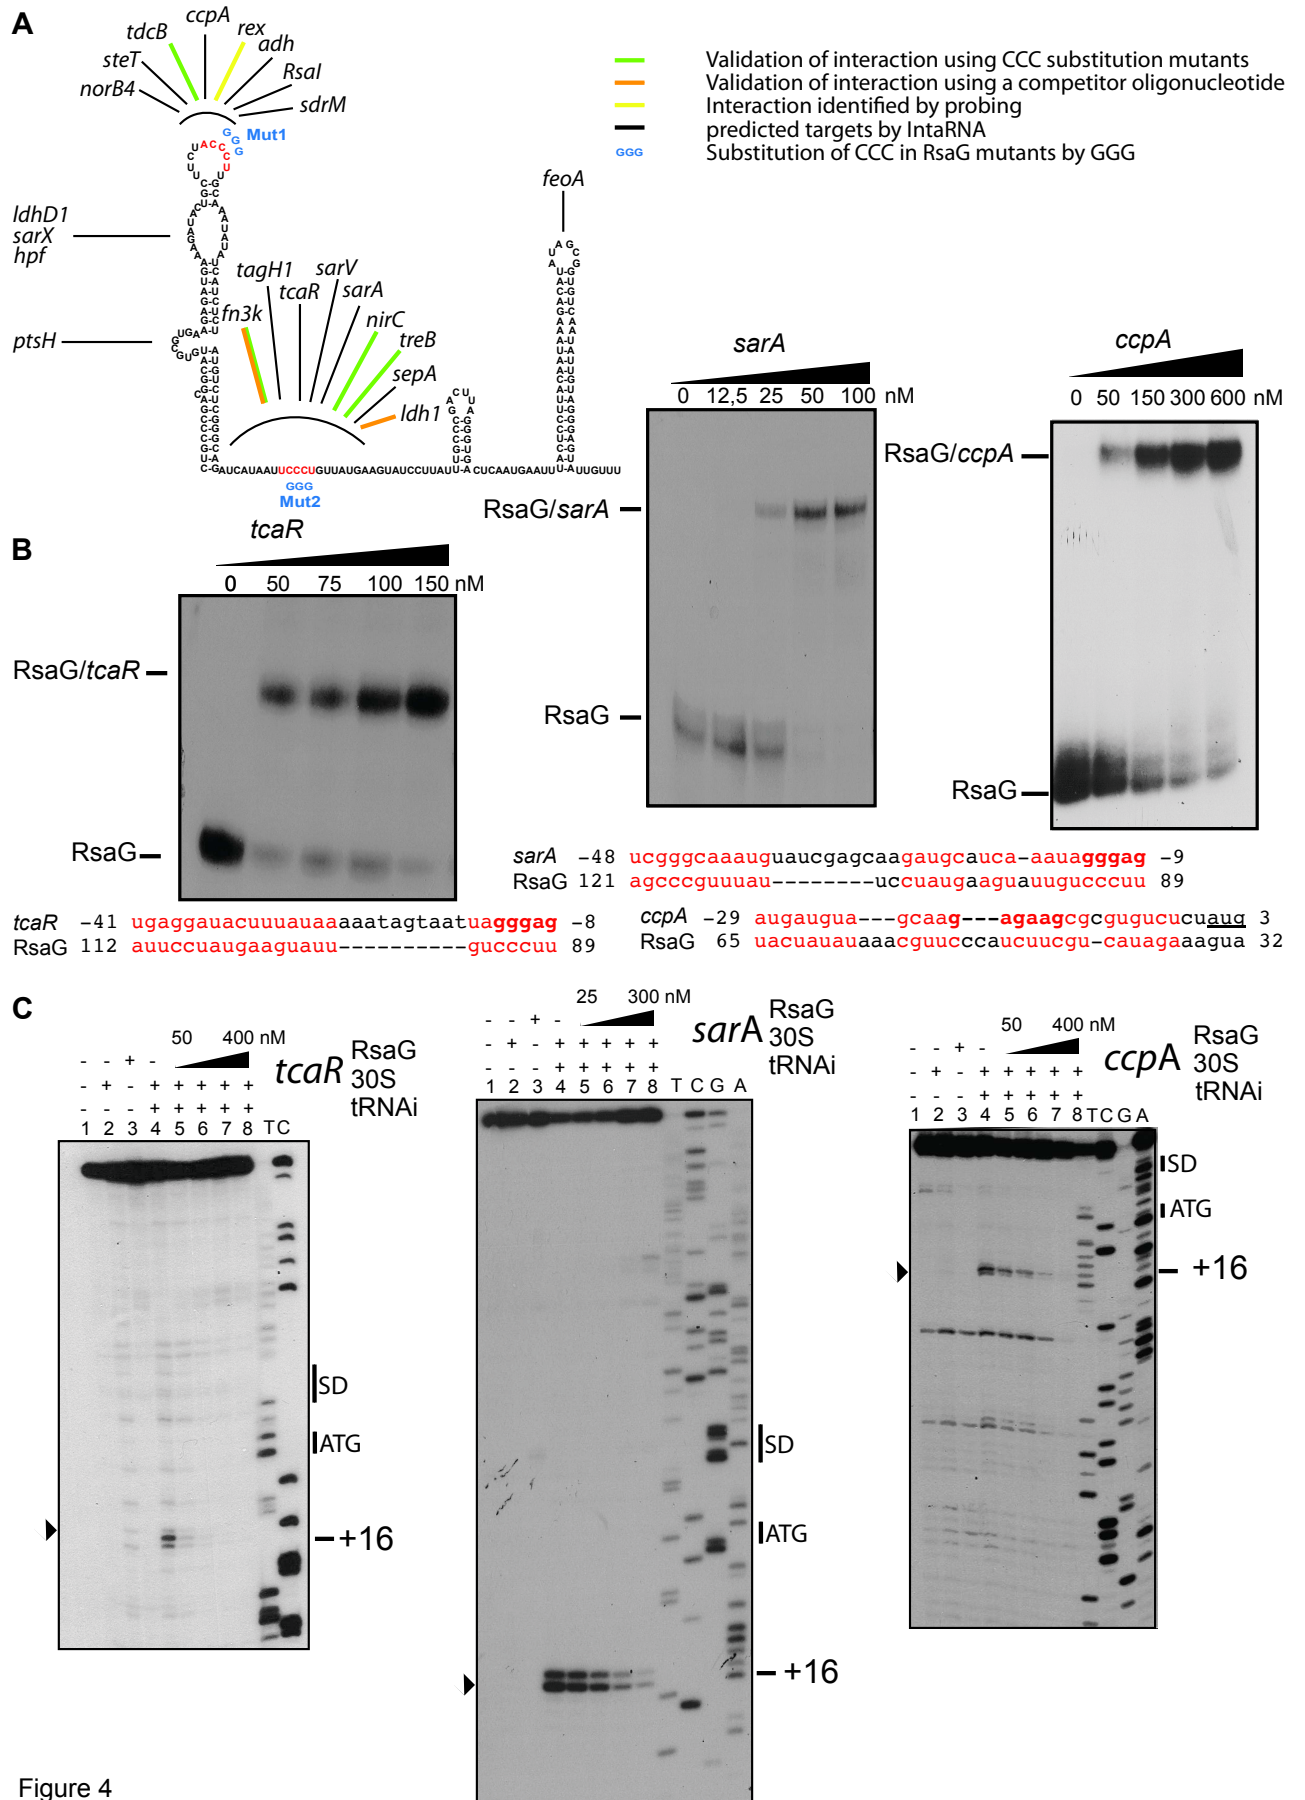 A
ccpA
tdcB
rex
adh
steT
RsaI
norB4
sdrM
GGG Mut1
Validation of interaction using CCC substitution mutants
Validation of interaction using a competitor oligonucleotide
Interaction identified by probing
predicted targets by IntaRNA
GGG Substitution of CCC in RsaG mutants by GGG
feoA
ldhD1
sarX
hpf
ptsH
tagH1
sarV
tcaR
sarA
fn3k
nirC
treB
sepA
ldh1
GAUCAUAAUUCCCUGUUAUGAAGUAUCCUUAUU
ACUCAAUGAAUUU
AUUGUUU
GGG
Mut2
B
tcaR
0 50 75 100 150 nM
RsaG/tcaR
RsaG
sarA
0 12,5 25 50 100 nM
RsaG/sarA
RsaG
ccpA
0 50 150 300 600 nM
RsaG/ccpA
RsaG
sarA -48 ucgggcaaauguaucgagcaagaugcauca-aauagggag -9
RsaG 121 agcccguuuau--------uccuaugaaguauugucccuu 89
tcaR -41 ugaggauacuuuauaaaaatagtaatuagggag -8
RsaG 112 auuccuaugaaguauu----------gucccuu 89
ccpA -29 augaugua---gcaag---agaagcgcgugucucuaug 3
RsaG 65 uacuauauaaacguucccaucuucgu-cauagaaagua 32
C
50 400 nM
- - + - RsaG
- + - + + + + + 30S
- - - + + + + + tRNAi
tcaR
1 2 3 4 5 6 7 8 T C
SD
ATG
+16
25 300 nM
- - + - RsaG
- + - + + + + + 30S
- - - + + + + + tRNAi
sarA
1 2 3 4 5 6 7 8 T C G A
SD
ATG
+16
50 400 nM
- - + - RsaG
- + - + + + + + 30S
- - - + + + + + tRNAi
ccpA
1 2 3 4 5 6 7 8 T C G A
SD
ATG
+16
Figure 4